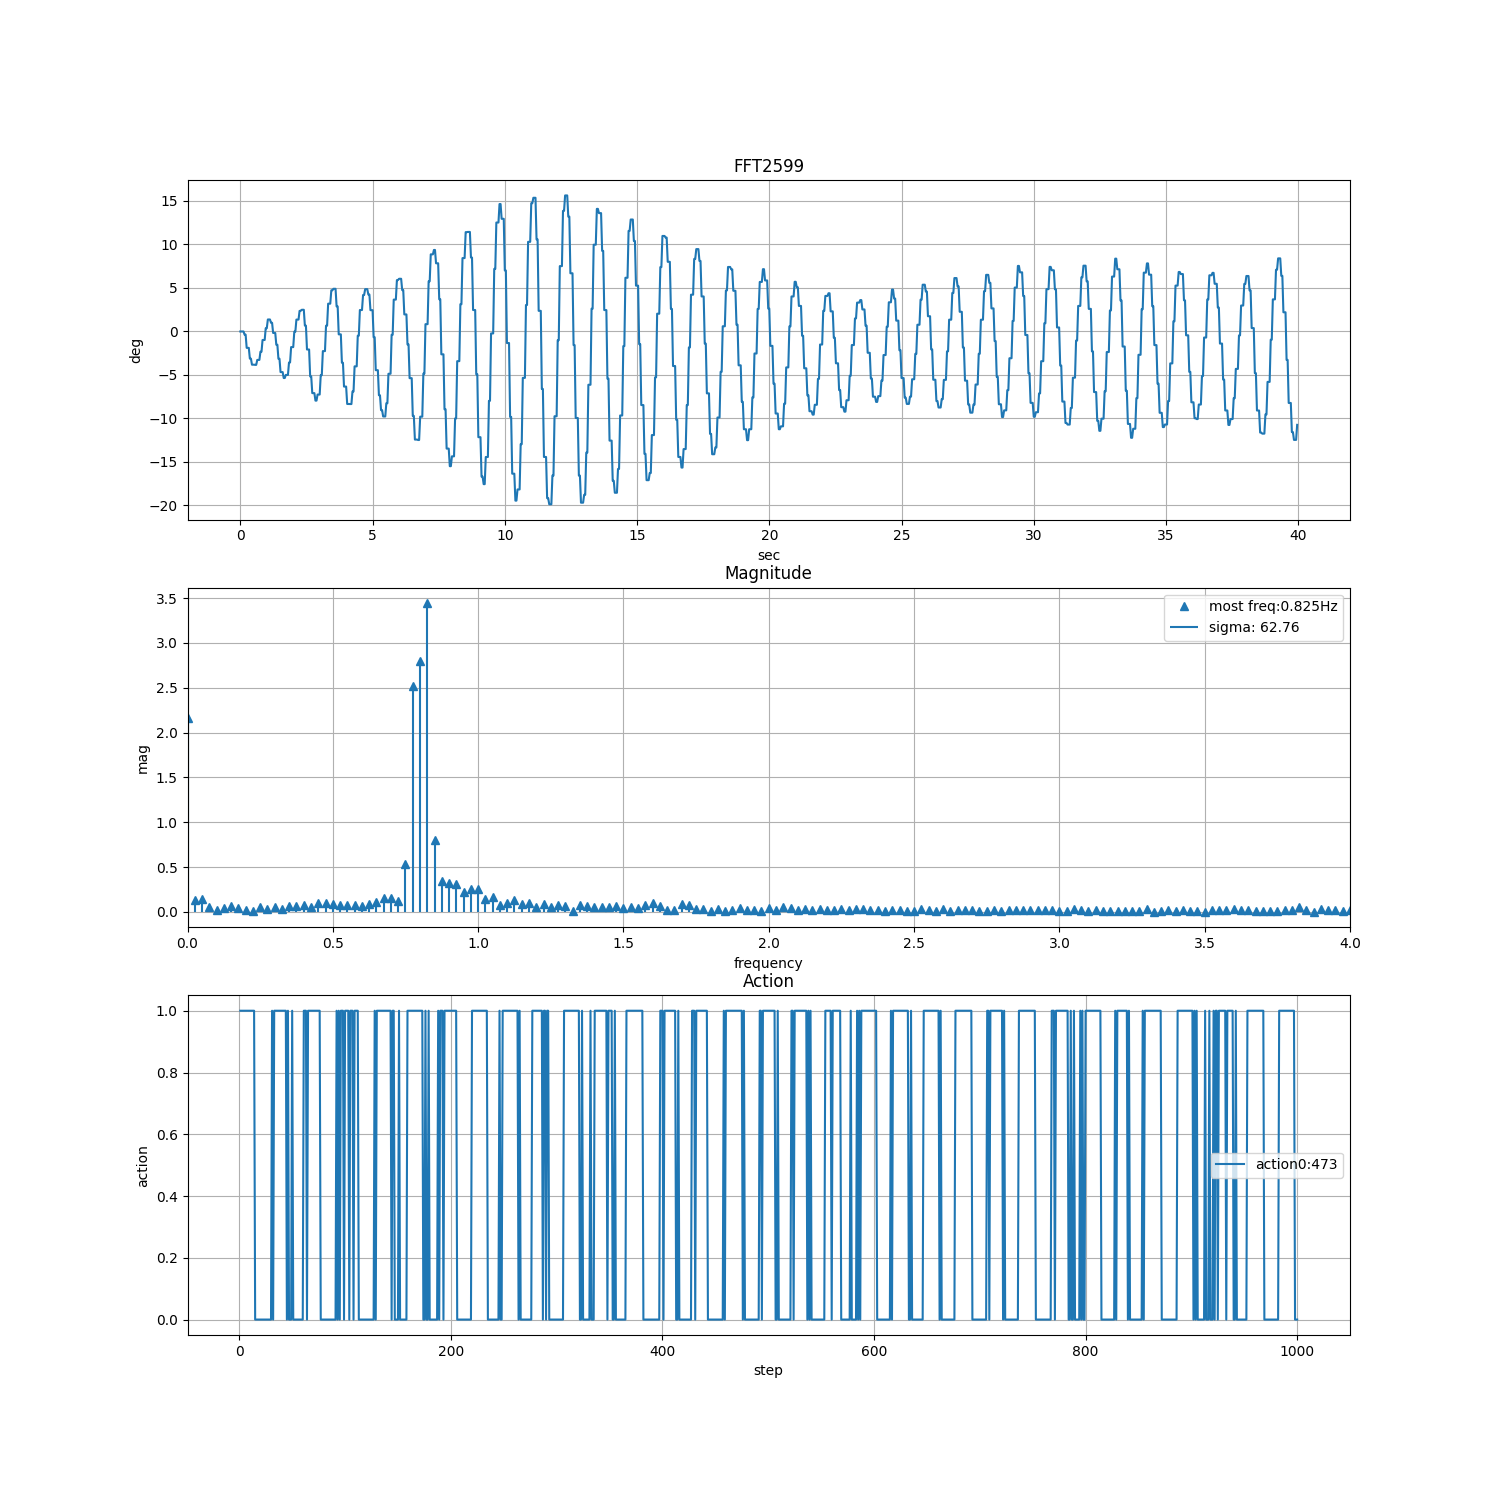 FFT2599
15
10
5
0
−5
−10
−15
−20
deg
0 5 10 15 20 25 30 35 40
sec
Magnitude
3.5
3.0
2.5
2.0
1.5
1.0
0.5
0.0
mag
most freq:0.825Hz
sigma: 62.76
0.0 0.5 1.0 1.5 2.0 2.5 3.0 3.5 4.0
frequency
Action
1.0
0.8
0.6
0.4
0.2
0.0
action
action0:473
0 200 400 600 800 1000
step